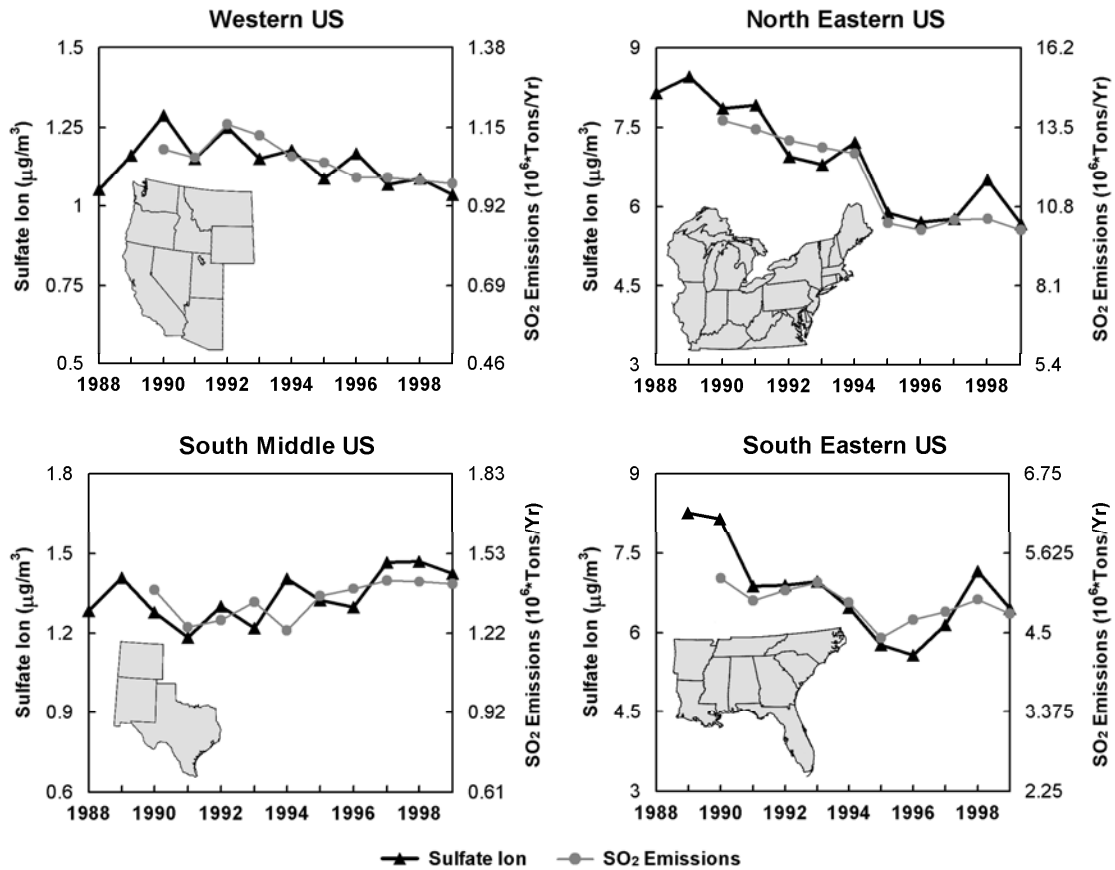 Western US
1.5
1.25
1
0.75
0.5
Sulfate Ion (μg/m³)
1.38
1.15
0.92
0.69
0.46
SO₂ Emissions (10⁶*Tons/Yr)
1988 1990 1992 1994 1996 1998
North Eastern US
9
7.5
6
4.5
3
Sulfate Ion (μg/m³)
16.2
13.5
10.8
8.1
5.4
SO₂ Emissions (10⁶*Tons/Yr)
1988 1990 1992 1994 1996 1998
South Middle US
1.8
1.5
1.2
0.9
0.6
Sulfate Ion (μg/m³)
1.83
1.53
1.22
0.92
0.61
SO₂ Emissions (10⁶*Tons/Yr)
1988 1990 1992 1994 1996 1998
South Eastern US
9
7.5
6
4.5
3
Sulfate Ion (μg/m³)
6.75
5.625
4.5
3.375
2.25
SO₂ Emissions (10⁶*Tons/Yr)
1988 1990 1992 1994 1996 1998
Sulfate Ion SO₂ Emissions